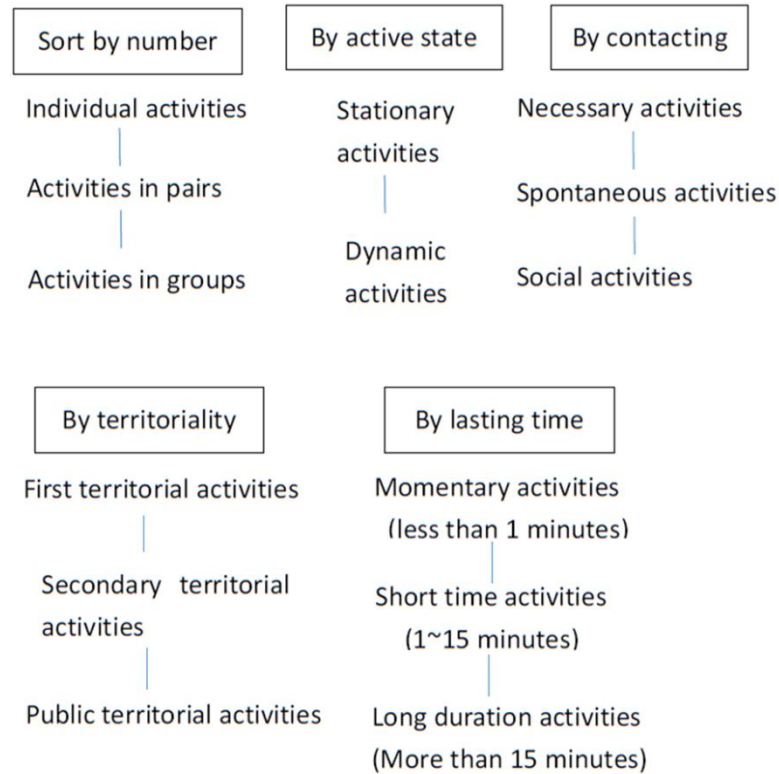 Sort by number
Individual activities
Activities in pairs
Activities in groups
By active state
Stationary
activities
Dynamic
activities
By contacting
Necessary activities
Spontaneous activities
Social activities
By territoriality
First territorial activities
Secondary territorial
activities
Public territorial activities
By lasting time
Momentary activities
(less than 1 minutes)
Short time activities
(1~15 minutes)
Long duration activities
(More than 15 minutes)